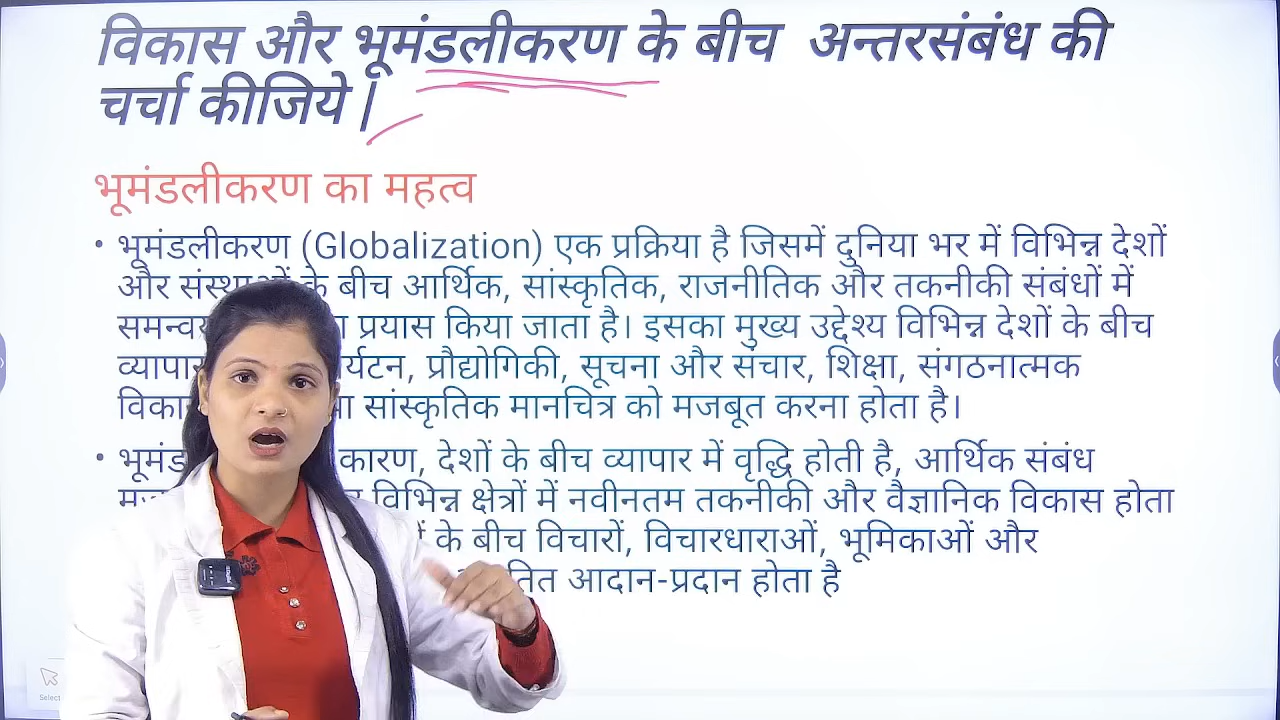 विकास और भूमंडलीकरण के बीच अन्तरसंबंध की
चर्चा कीजिये |
भूमंडलीकरण का महत्व
• भूमंडलीकरण (Globalization) एक प्रक्रिया है जिसमें दुनिया भर में विभिन्न देशों
और के बीच आर्थिक, सांस्कृतिक, राजनीतिक और तकनीकी संबंधों में
प्रयास किया जाता है। इसका मुख्य उद्देश्य विभिन्न देशों के बीच
प्रौद्योगिकी, सूचना और संचार, शिक्षा, संगठनात्मक
सांस्कृतिक मानचित्र को मजबूत करना होता है।
• कारण, देशों के बीच व्यापार में वृद्धि होती है, आर्थिक संबंध
विभिन्न क्षेत्रों में नवीनतम तकनीकी और वैज्ञानिक विकास होता
के बीच विचारों, विचारधाराओं, भूमिकाओं और
आदान-प्रदान होता है
Select